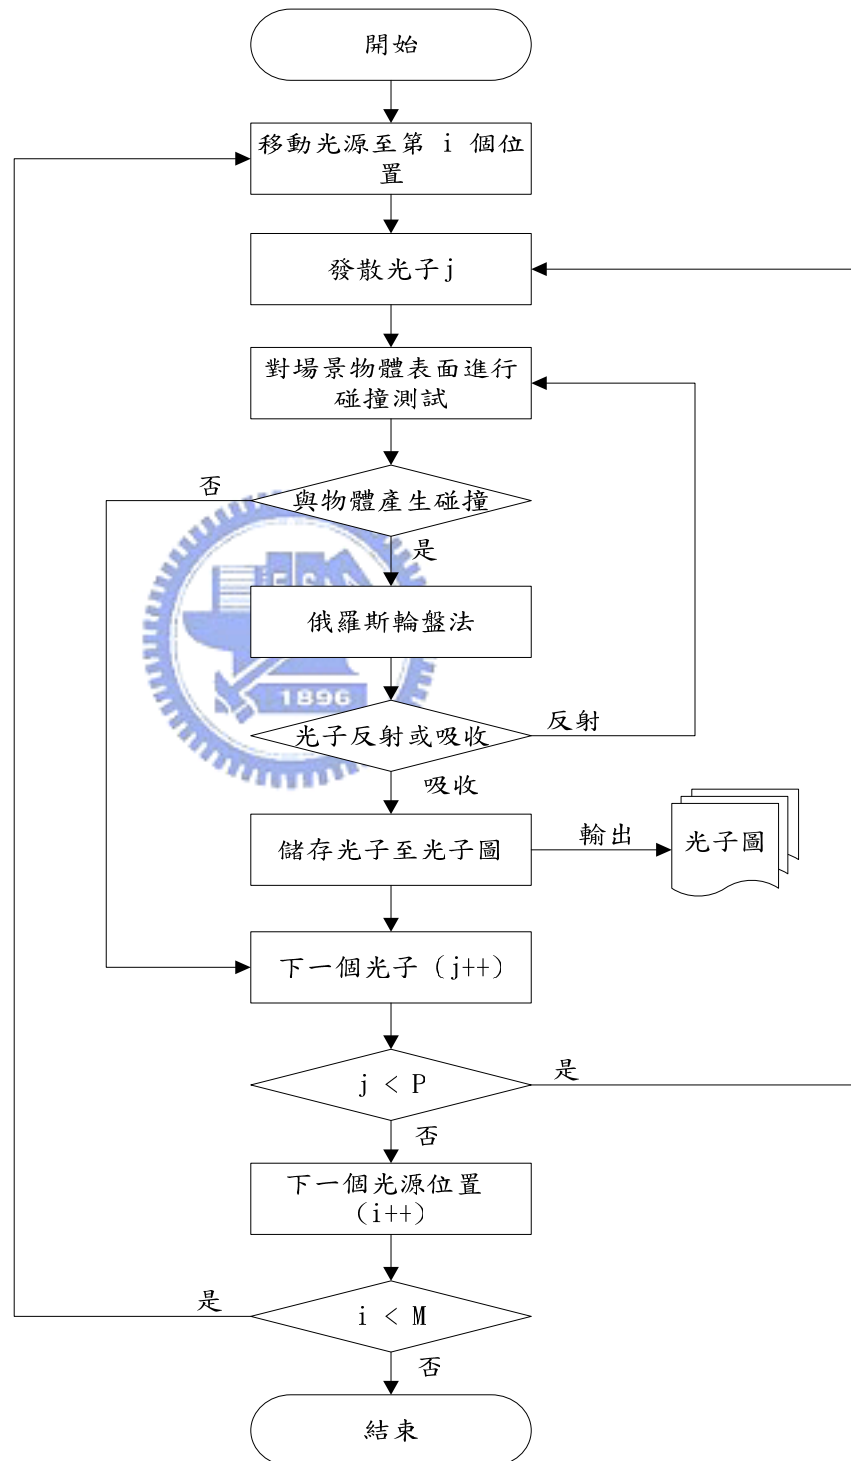 開始
移動光源至第 i 個位
置
發散光子j
對場景物體表面進行
碰撞測試
否
與物體產生碰撞
是
俄羅斯輪盤法
1896
光子反射或吸收
反射
吸收
儲存光子至光子圖
輸出
光子圖
下一個光子 (j++)
j < P
是
否
下一個光源位置
(i++)
是
i < M
否
結束